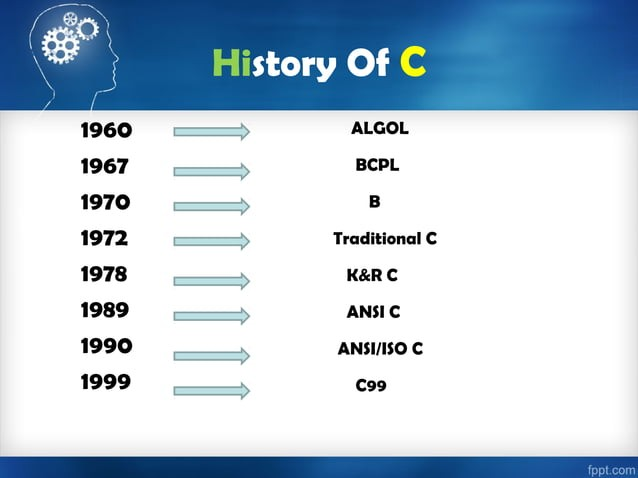 History Of C
1960 ALGOL
1967 BCPL
1970 B
1972 Traditional C
1978 K&R C
1989 ANSI C
1990 ANSI/ISO C
1999 C99
fppt.com